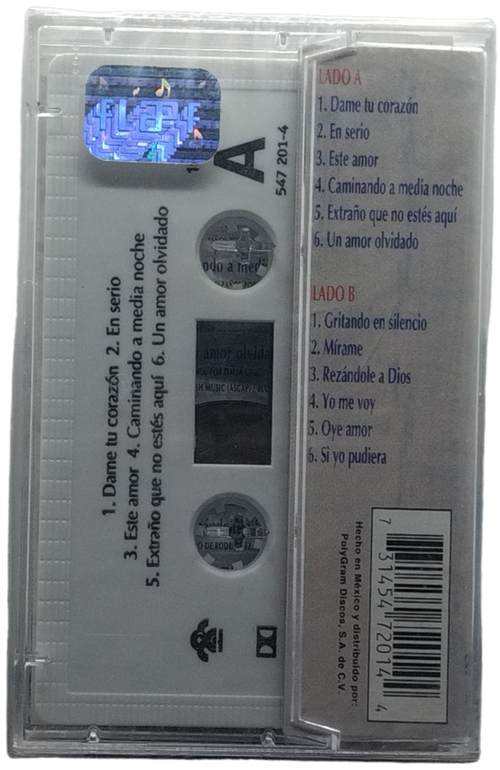 LADO A
1. Dame tu corazón
2. En serio
3. Este amor
4. Caminando a media noche
5. Extraño que no estés aquí
6. Un amor olvidado
LADO B
1. Gritando en silencio
2. Mírame
3. Rezándole a Dios
4. Yo me voy
5. Oye amor
6. Si yo pudiera
Hecho en México y distribuido por:
PolyGram Discos, S.A. de C.V.
7 31454 72014 4
A
547 201-4
1. Dame tu corazón 2. En serio
3. Este amor 4. Caminando a media noche
5. Extraño que no estés aquí 6. Un amor olvidado